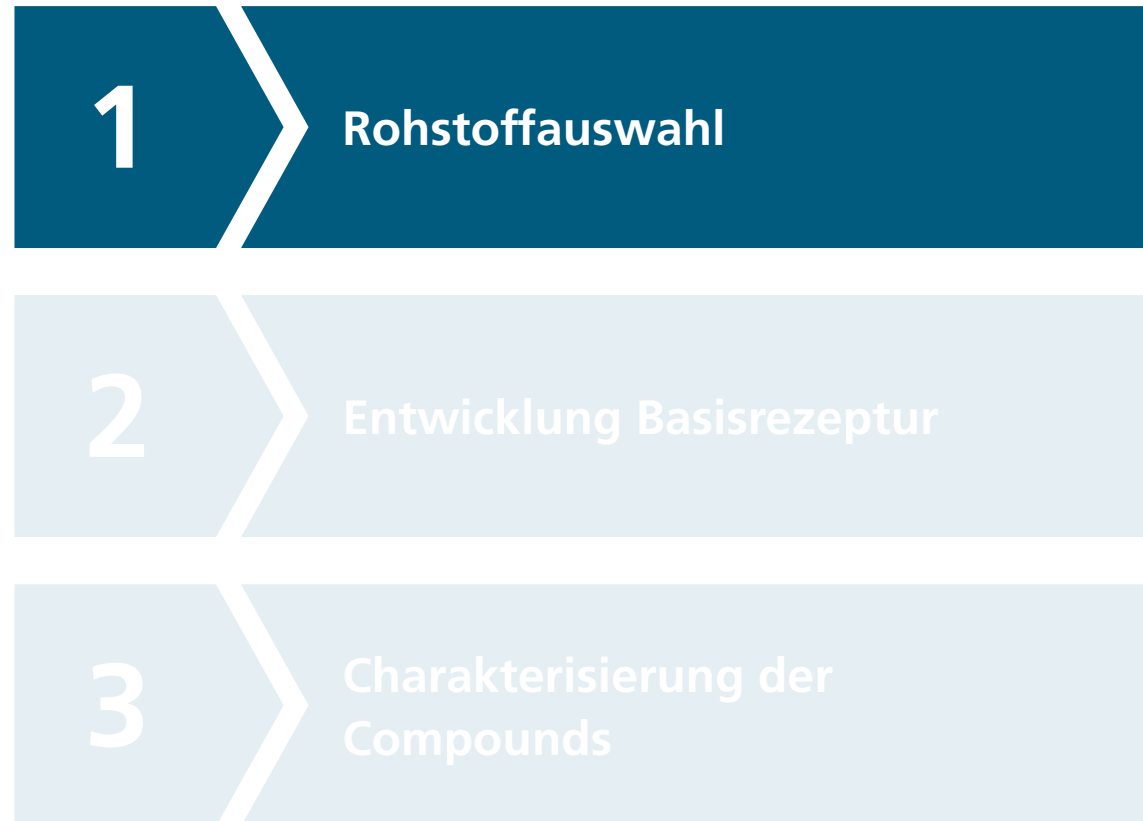 1
Rohstoffauswahl
2
Entwicklung Basisrezeptur
3
Charakterisierung der
Compounds